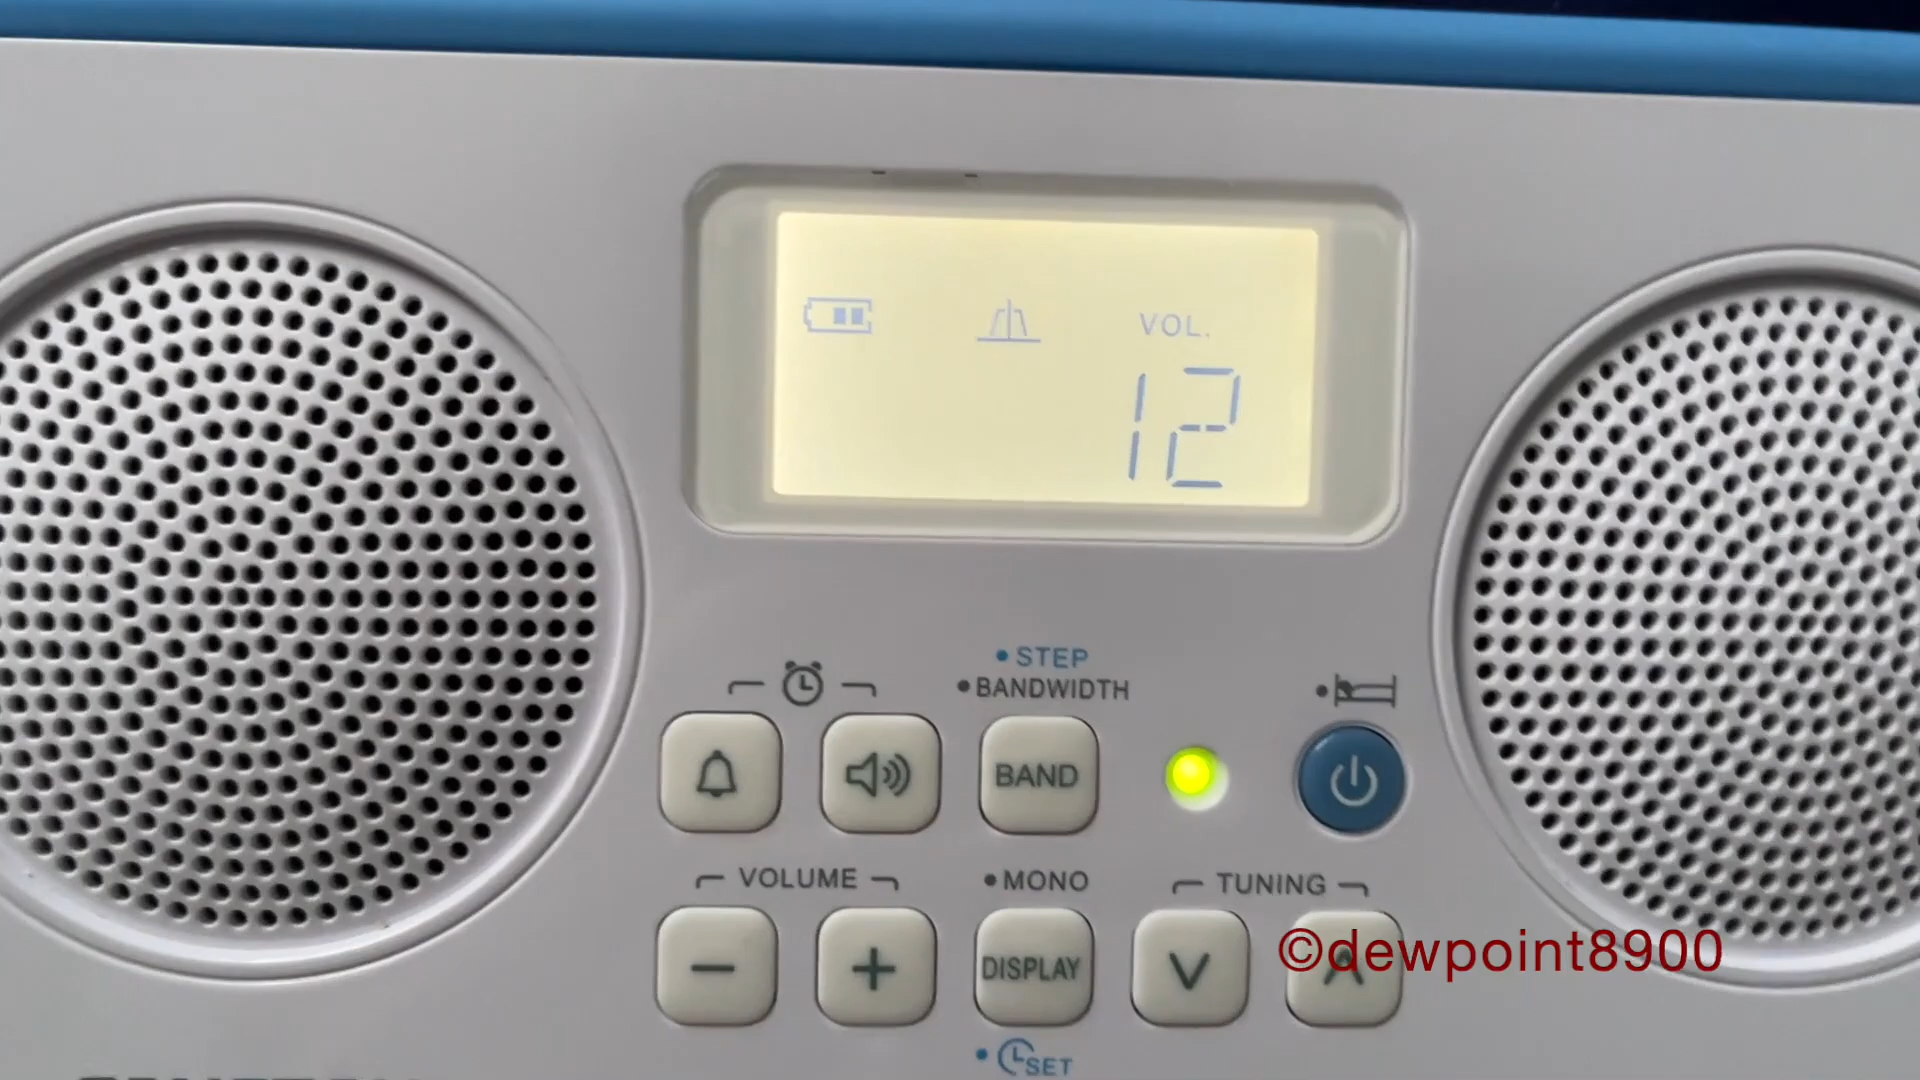 VOL.
12
STEP
BANDWIDTH
BAND
VOLUME
MONO
TUNING
DISPLAY
©dewpoint8900
SET